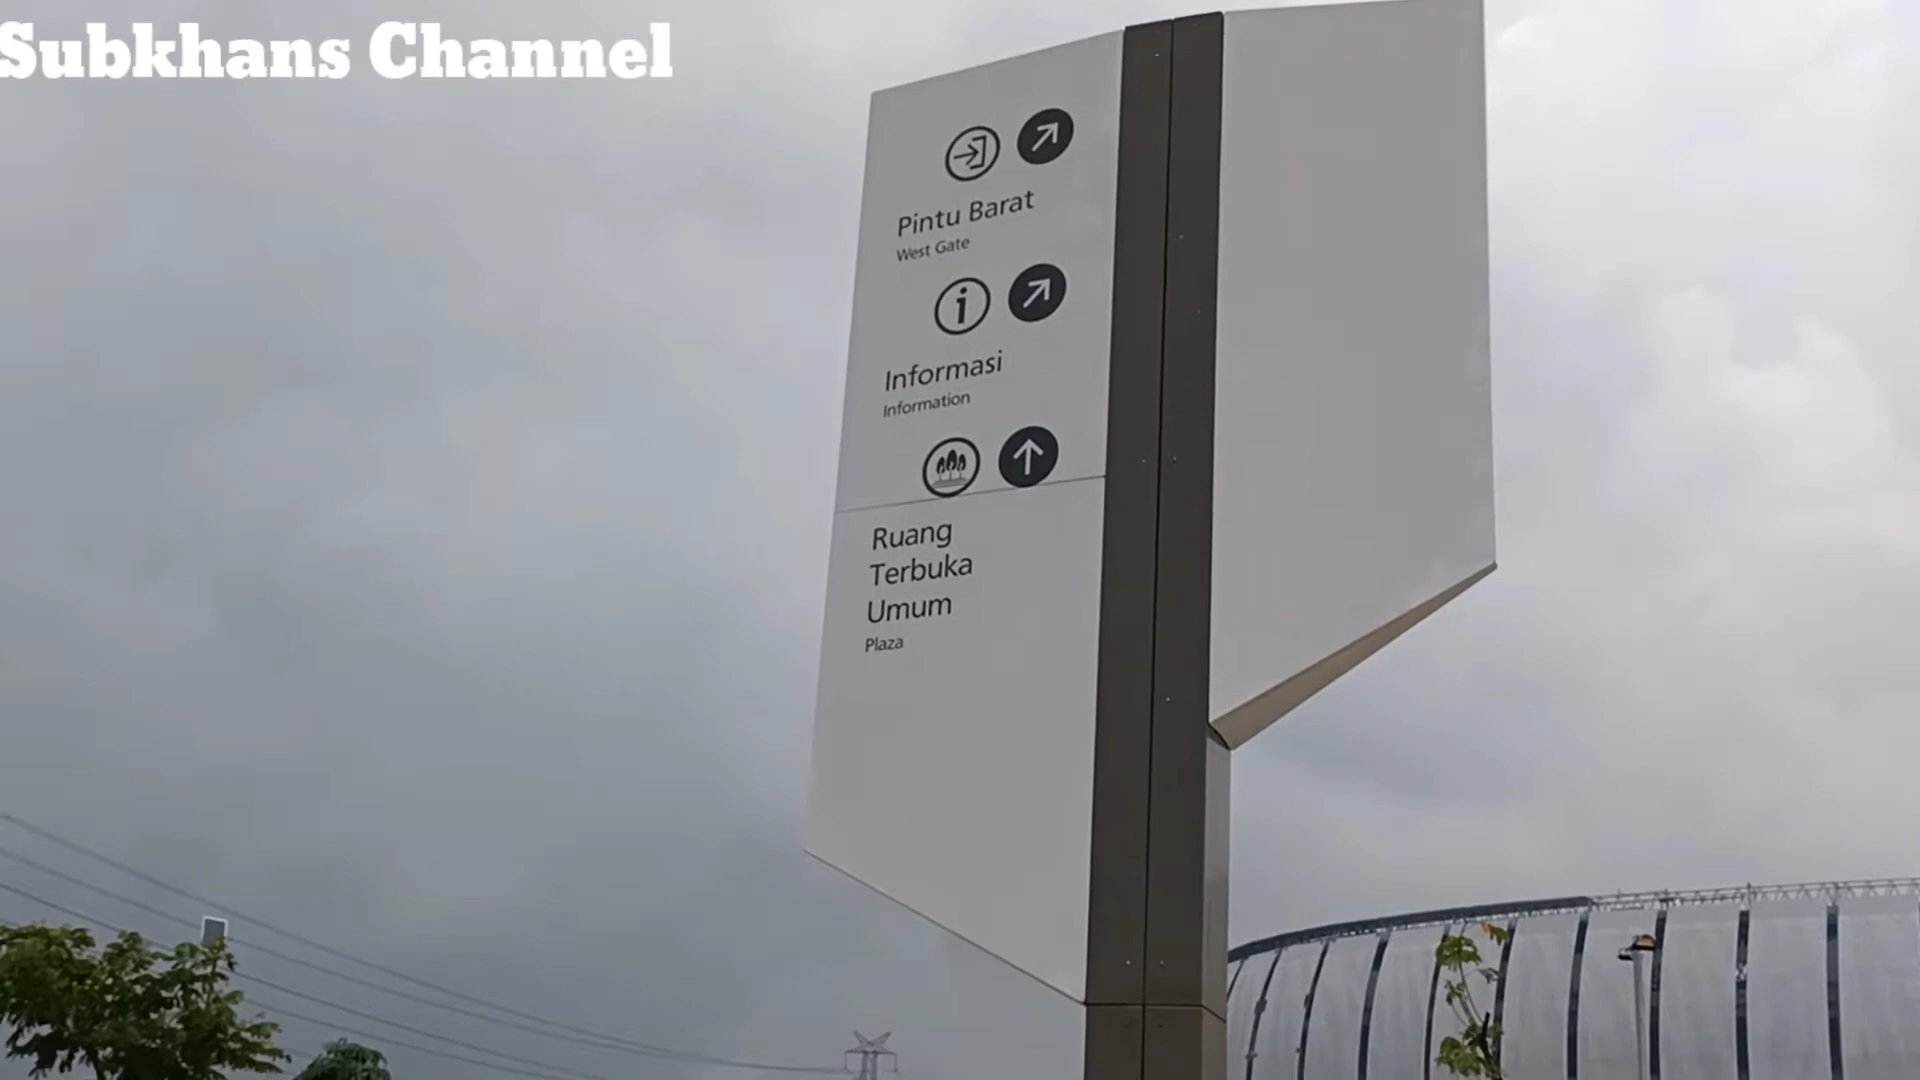 Subkhans Channel
Pintu Barat
West Gate
Informasi
Information
Ruang
Terbuka
Umum
Plaza